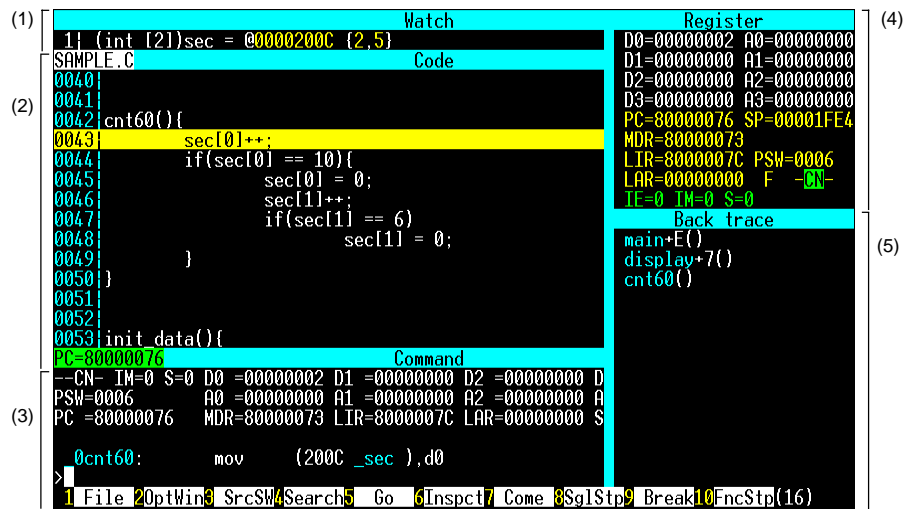 (1)
Watch
1¦ (int [2])sec = @0000200C {2,5}
(2)
SAMPLE.C Code
0040¦
0041¦
0042¦cnt60(){
0043¦ sec[0]++;
0044¦ if(sec[0] == 10){
0045¦ sec[0] = 0;
0046¦ sec[1]++;
0047¦ if(sec[1] == 6)
0048¦ sec[1] = 0;
0049¦ }
0050¦}
0051¦
0052¦
0053¦init_data(){
(3)
PC=80000076 Command
--CN- IM=0 S=0 D0 =00000002 D1 =00000000 D2 =00000000 D
PSW=0006 A0 =00000000 A1 =00000000 A2 =00000000 A
PC =80000076 MDR=80000073 LIR=8000007C LAR=00000000 S
_0cnt60: mov (200C _sec ),d0
>
1 File 2OptWin3 SrcSW4Search5 Go 6Inspct7 Come 8SglStp9 Break10FncStp(16)
(4)
Register
D0=00000002 A0=00000000
D1=00000000 A1=00000000
D2=00000000 A2=00000000
D3=00000000 A3=00000000
PC=80000076 SP=00001FE4
MDR=80000073
LIR=8000007C PSW=0006
LAR=00000000 F -CN-
IE=0 IM=0 S=0
(5)
Back trace
main+E()
display+7()
cnt60()